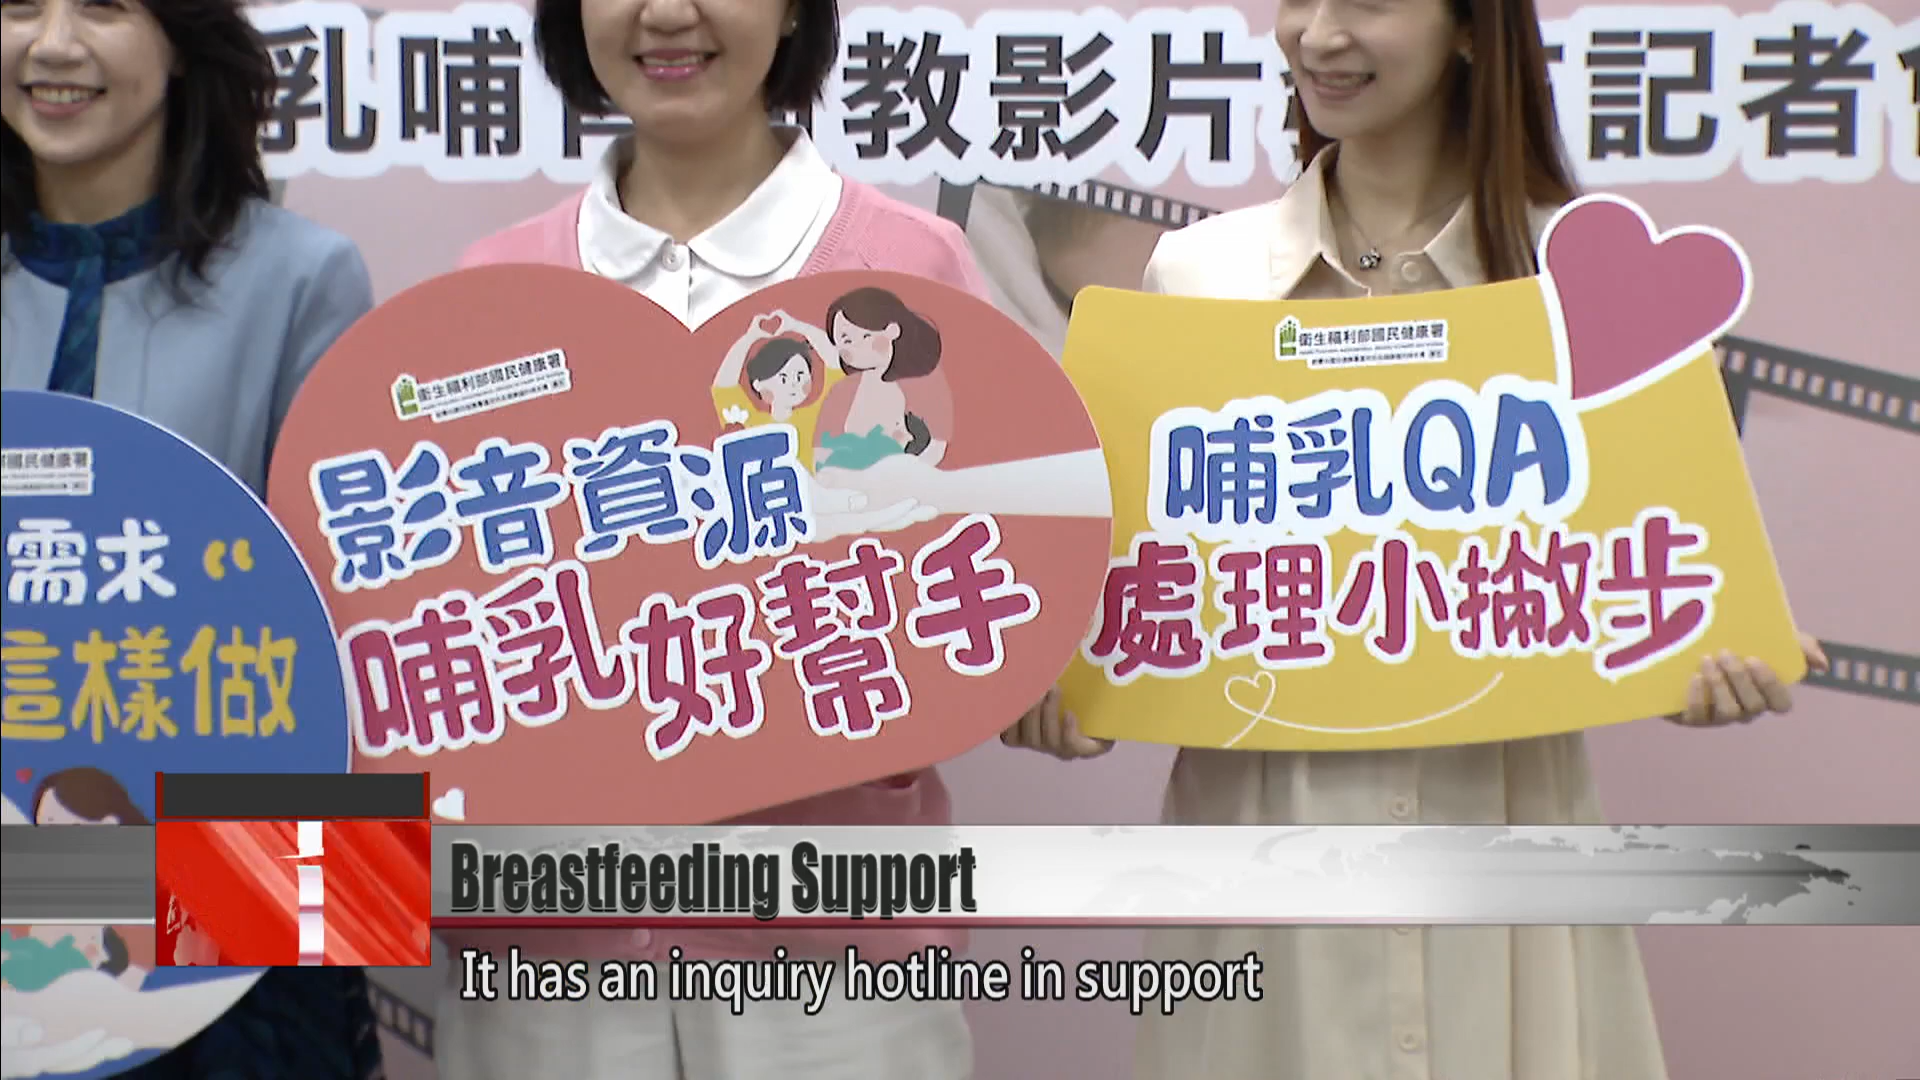 乳哺 教影片 記者
衛生福利部國民健康署
影音資源
哺乳好幫手
衛生福利部國民健康署
哺乳QA
處理小撇步
國民健康署
需求
這樣做
Breastfeeding Support
It has an inquiry hotline in support